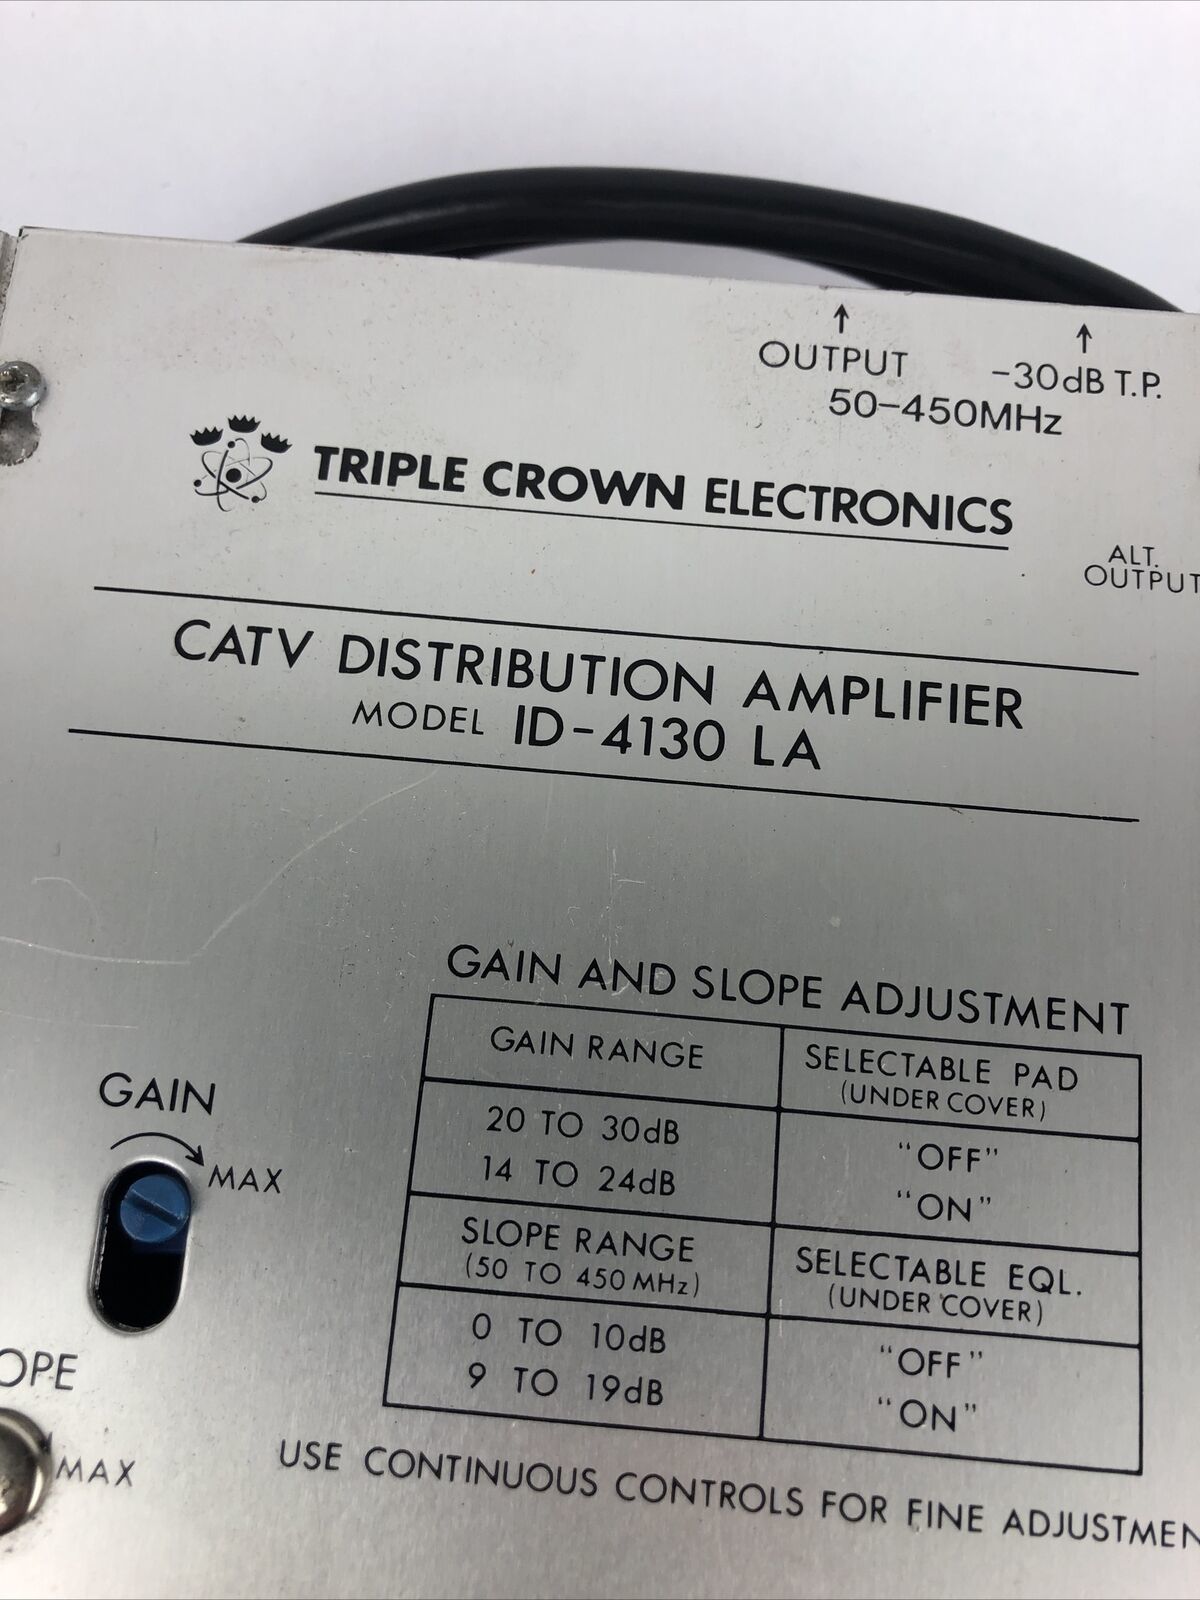 OUTPUT -30dB T.P.
50-450MHz
TRIPLE CROWN ELECTRONICS
ALT.
OUTPUT
CATV DISTRIBUTION AMPLIFIER
MODEL ID-4130 LA
GAIN AND SLOPE ADJUSTMENT
GAIN RANGE
SELECTABLE PAD
(UNDER COVER)
20 TO 30dB "OFF"
14 TO 24dB "ON"
SLOPE RANGE
(50 TO 450 MHz)
SELECTABLE EQL.
(UNDER COVER)
0 TO 10dB "OFF"
9 TO 19dB "ON"
GAIN
MAX
OPE
MAX
USE CONTINUOUS CONTROLS FOR FINE ADJUSTMEN